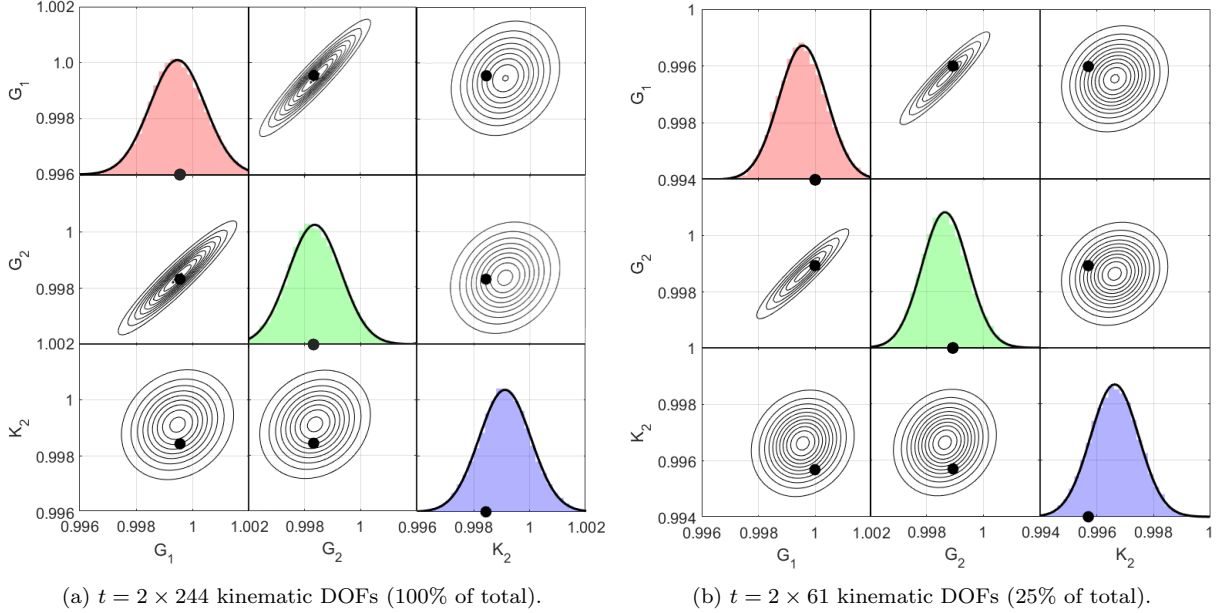 1.002
1.0
G₁
0.998
0.996
1
G₂
0.998
1.002
1
K₂
0.998
0.996
0.996 0.998 1 1.002 0.998 1 0.996 0.998 1 1.002
G₁ G₂ K₂
(a) t = 2 × 244 kinematic DOFs (100% of total).
1
0.996
G₁
0.998
0.994
1
G₂
0.998
1
0.998
K₂
0.996
0.994
0.996 0.998 1 1.002 0.998 1 0.994 0.996 0.998 1
G₁ G₂ K₂
(b) t = 2 × 61 kinematic DOFs (25% of total).